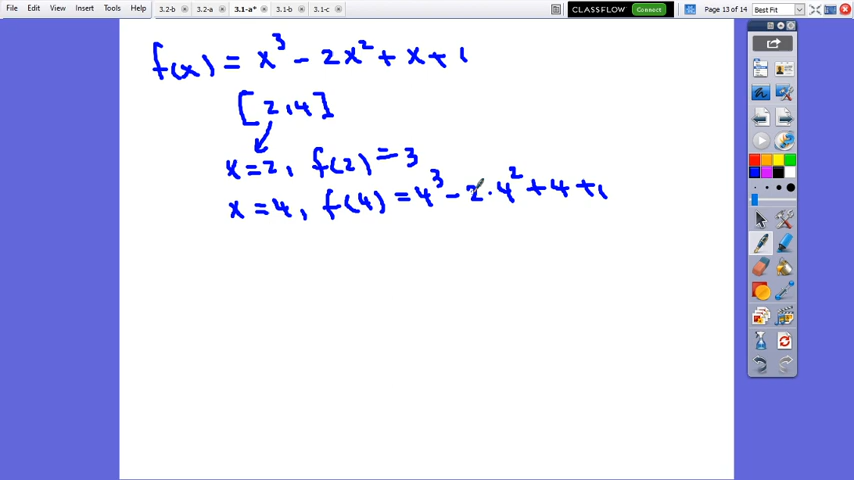 File Edit View Insert Tools Help 3.2-b 3.2-a 3.1-a* 3.1-b 3.1-c CLASSFLOW Connect Page 13 of 14 Best Fit
f(x) = x³ - 2x² + x + 1
[2,4]
x = 2, f(2) = 3
x = 4, f(4) = 4³ - 2·4² + 4 + 1